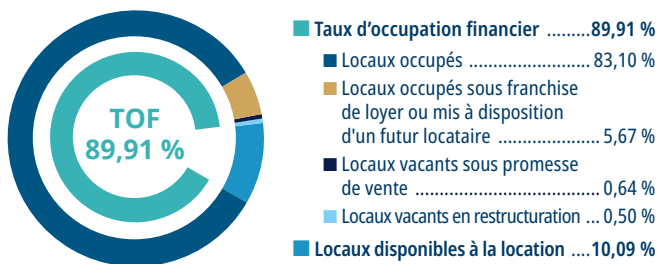 TOF
89,91 %
Taux d’occupation financier .........89,91 %
Locaux occupés ....................... 83,10 %
Locaux occupés sous franchise
de loyer ou mis à disposition
d'un futur locataire ................... 5,67 %
Locaux vacants sous promesse
de vente .................................. 0,64 %
Locaux vacants en restructuration ... 0,50 %
Locaux disponibles à la location ....10,09 %